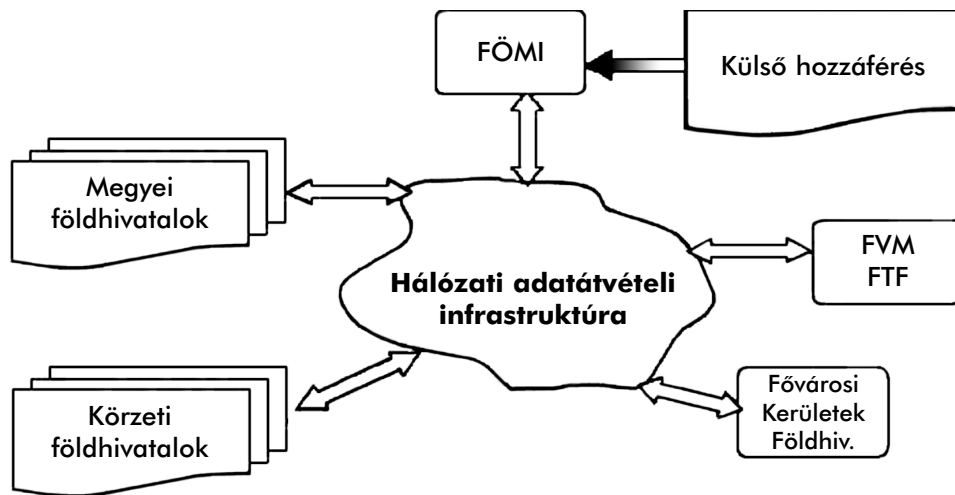 FÖMI
Külső hozzáférés
Megyei
földhivatalok
FVM
FTF
Hálózati adatátvételi
infrastruktúra
Körzeti
földhivatalok
Fővárosi
Kerületek
Földhiv.